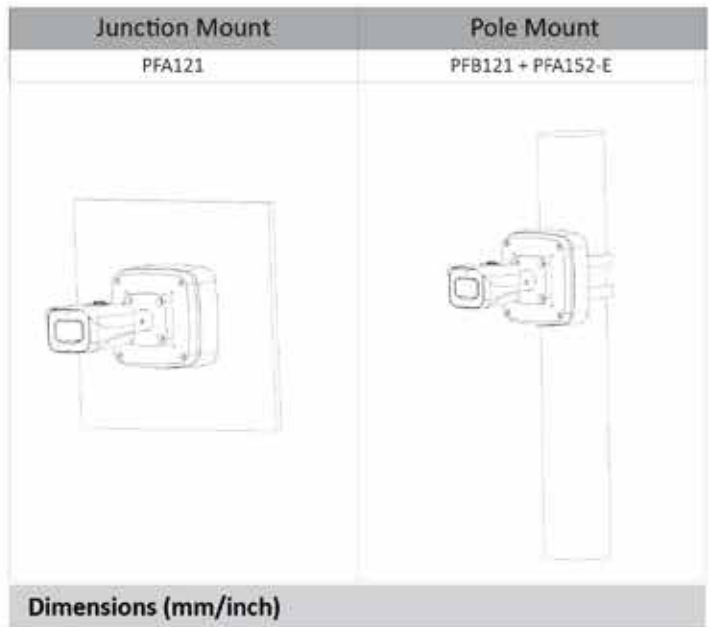 Junction Mount
Pole Mount
PFA121
PFB121 + PFA152-E
Dimensions (mm/inch)